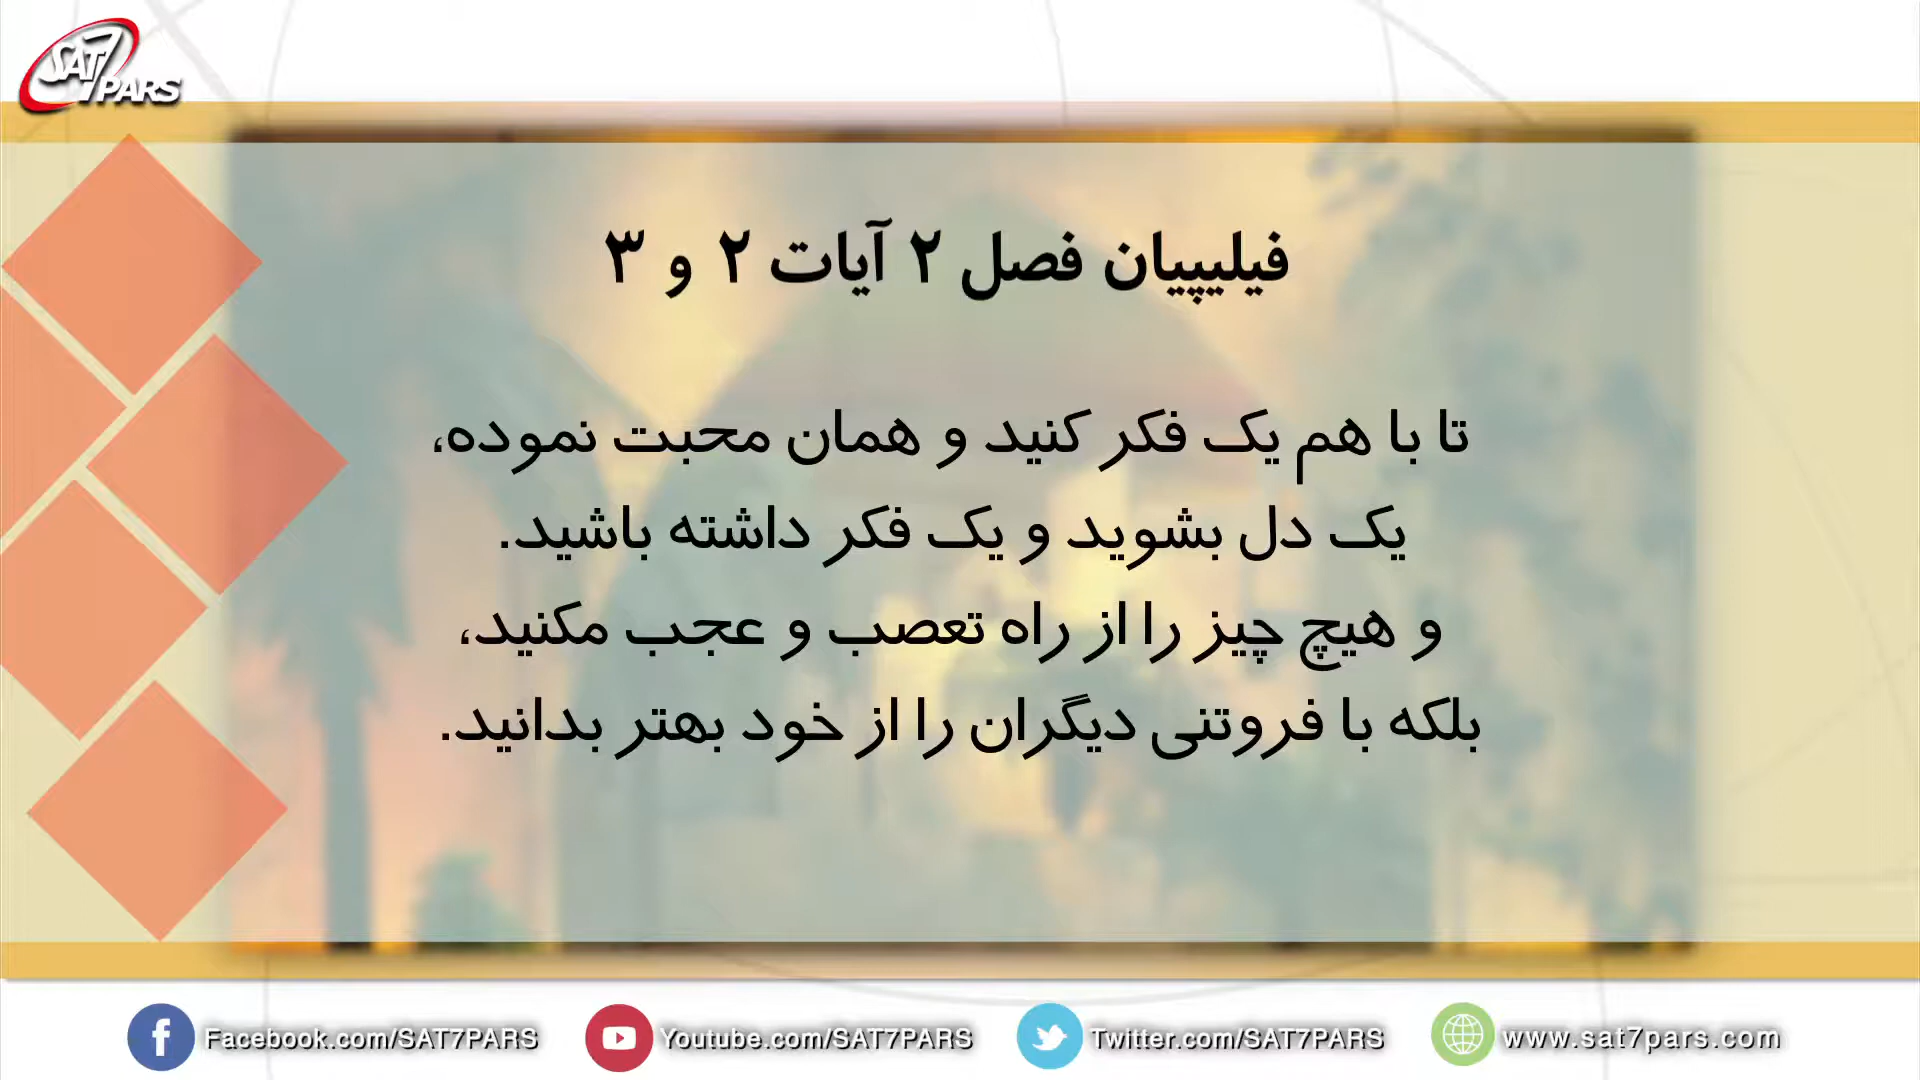 SAT7
PARS
فیلیپیان فصل ۲ آیات ۲ و ۳
تا با هم یک فکر کنید و همان محبت نموده،
یک دل بشوید و یک فکر داشته باشید.
و هیچ چیز را از راه تعصب و عجب مکنید،
بلکه با فروتنی دیگران را از خود بهتر بدانید.
Facebook.com/SAT7PARS
Youtube.com/SAT7PARS
Twitter.com/SAT7PARS
www.sat7pars.com